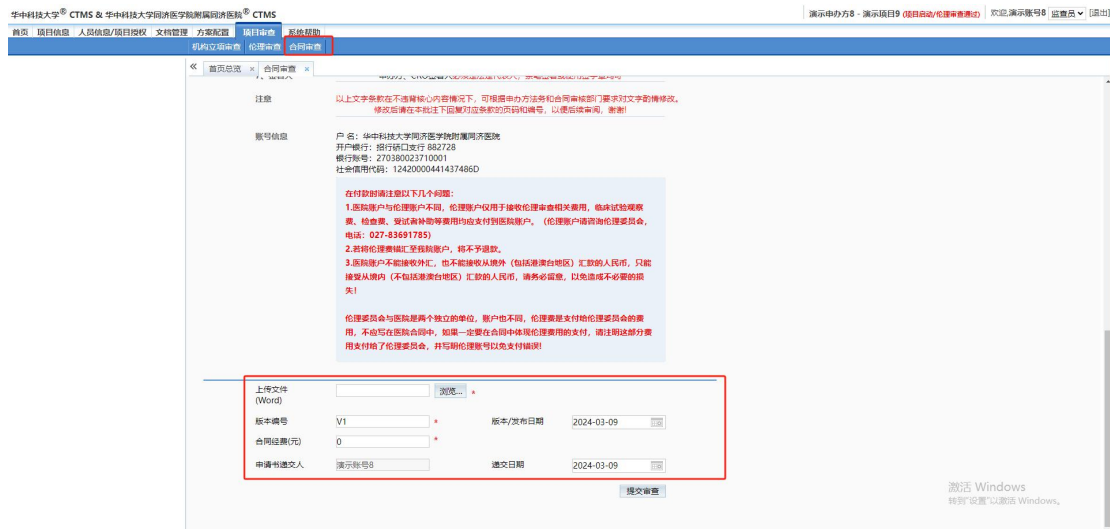 华中科技大学® CTMS & 华中科技大学同济医学院附属同济医院® CTMS
演示申办方8 - 演示项目9 (项目启动/伦理审查通过) 欢迎,演示账号8 监查员 [退出]
首页 项目信息 人员信息/项目授权 文档管理 方案配置 项目审查 系统帮助
机构立项审查 伦理审查 合同审查
« 首页总览 × 合同审查 ×
注意 以上文字条款在不违背核心内容情况下，可根据申办方法务和合同审核部门要求对文字酌情修改。
修改后请在本批注下回复对应条款的页码和编号，以便后续审阅，谢谢!
账号信息 户 名：华中科技大学同济医学院附属同济医院
开户银行：招行硚口支行 882728
银行账号：270380023710001
社会信用代码：12420000441437486D
在付款时请注意以下几个问题：
1.医院账户与伦理账户不同，伦理账户仅用于接收伦理审查相关费用，临床试验观察
费、检查费、受试者补助等费用均应支付到医院账户。（伦理账户请咨询伦理委员会，
电话：027-83691785）
2.若将伦理费错汇至我院账户，将不予退款。
3.医院账户不能接收外汇，也不能接收从境外（包括港澳台地区）汇款的人民币，只能
接受从境内（不包括港澳台地区）汇款的人民币，请务必留意，以免造成不必要的损
失！
伦理委员会与医院是两个独立的单位，账户也不同，伦理费是支付给伦理委员会的费
用，不应写在医院合同中，如果一定要在合同中体现伦理费用的支付，请注明这部分费
用支付给了伦理委员会，并写明伦理账号以免支付错误!
上传文件 浏览... *
(Word)
版本编号 V1 * 版本/发布日期 2024-03-09
合同经费(元) 0 *
申请书递交人 演示账号8 递交日期 2024-03-09
提交审查
激活 Windows
转到"设置"以激活 Windows。